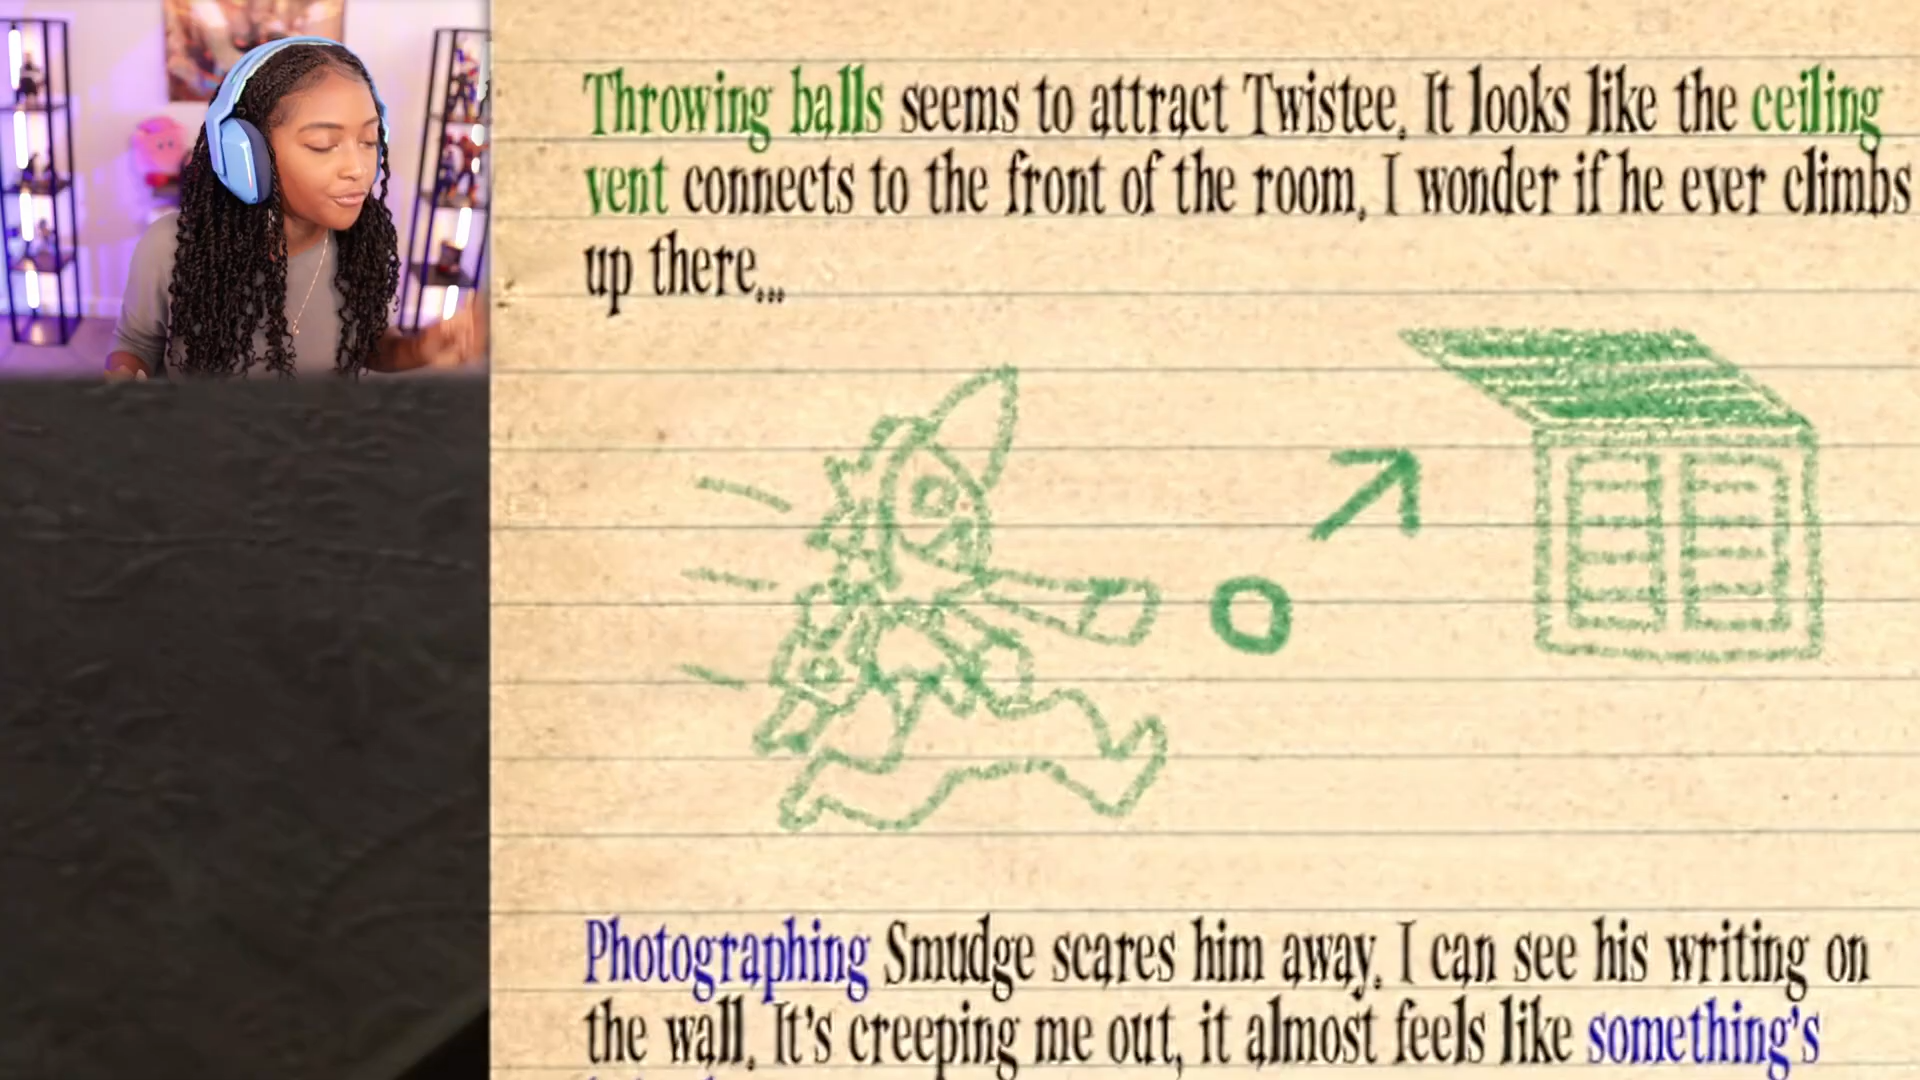 Throwing balls seems to attract Twistee. It looks like the ceiling
vent connects to the front of the room, I wonder if he ever climbs
up there...
Photographing Smudge scares him away. I can see his writing on
the wall. It's creeping me out, it almost feels like something's